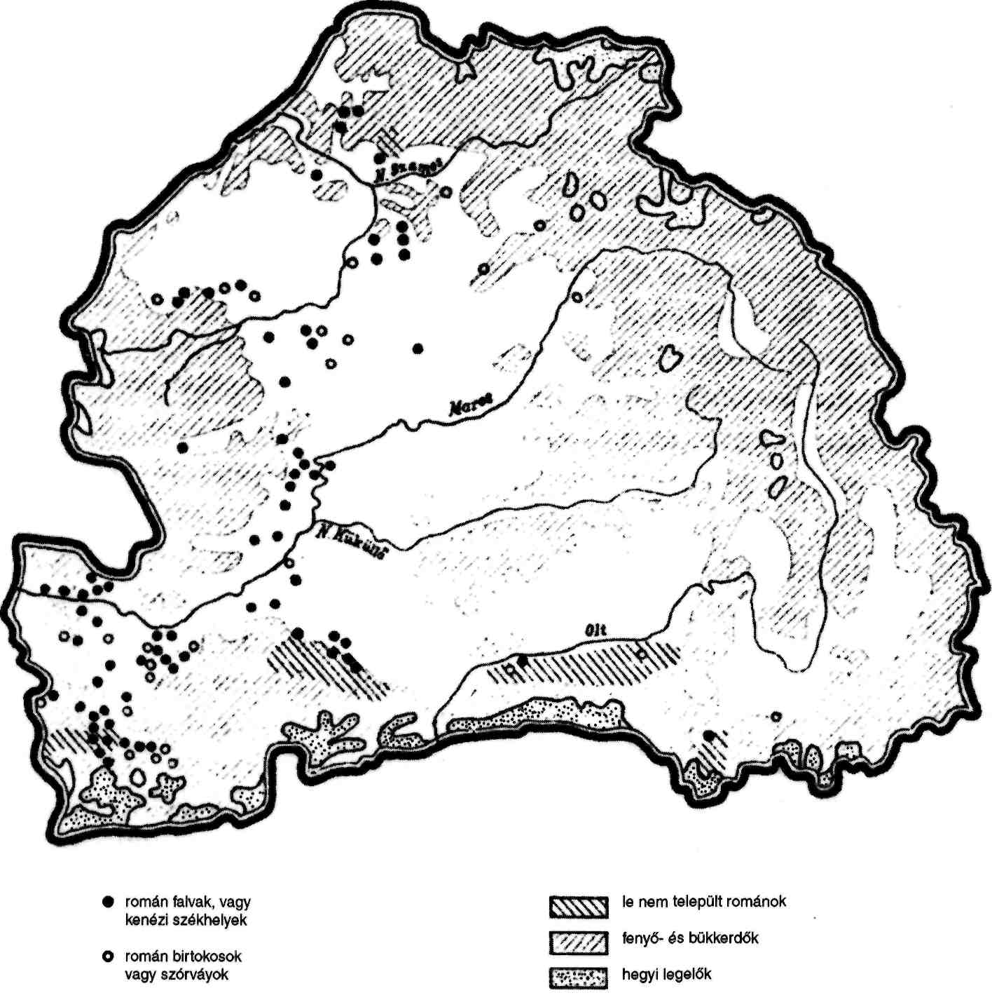 N. Szamos
Maros
N. Küküllő
Olt
román falvak, vagy
kenézi székhelyek
román birtokosok
vagy szórváyok
le nem települt románok
fenyő- és bükkerdők
hegyi legelők